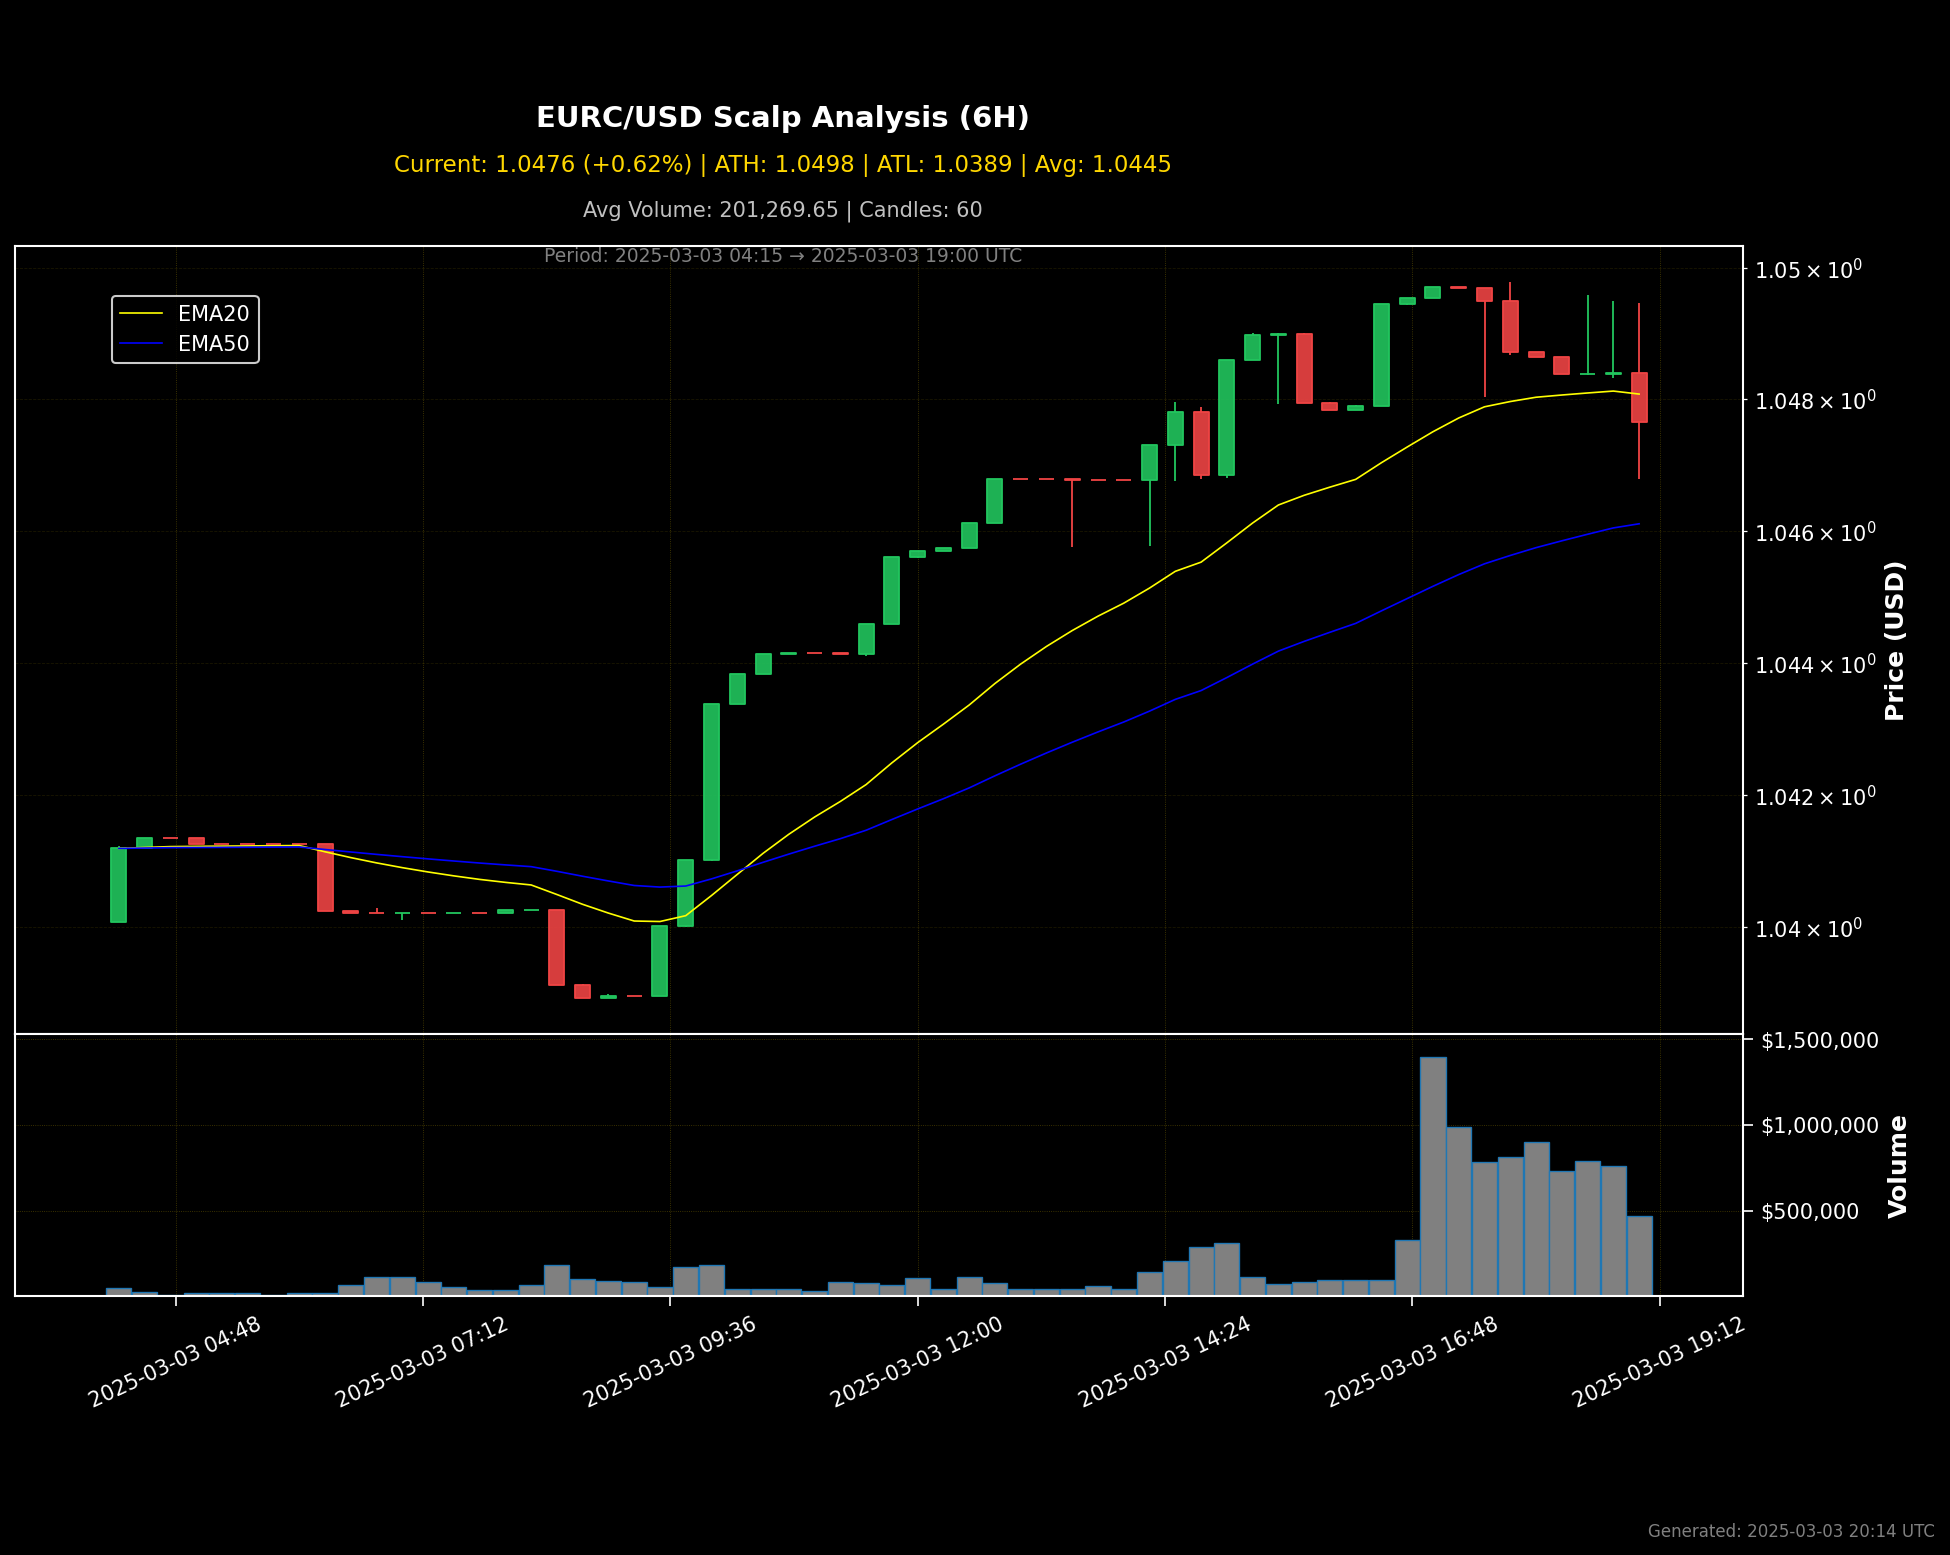 EURC/USD Scalp Analysis (6H)
Current: 1.0476 (+0.62%) | ATH: 1.0498 | ATL: 1.0389 | Avg: 1.0445
Avg Volume: 201,269.65 | Candles: 60
Period: 2025-03-03 04:15 → 2025-03-03 19:00 UTC
EMA20
EMA50
1.05 × 10⁰
1.048 × 10⁰
1.046 × 10⁰
1.044 × 10⁰
1.042 × 10⁰
1.04 × 10⁰
Price (USD)
$1,500,000
$1,000,000
$500,000
Volume
2025-03-03 04:48
2025-03-03 07:12
2025-03-03 09:36
2025-03-03 12:00
2025-03-03 14:24
2025-03-03 16:48
2025-03-03 19:12
Generated: 2025-03-03 20:14 UTC